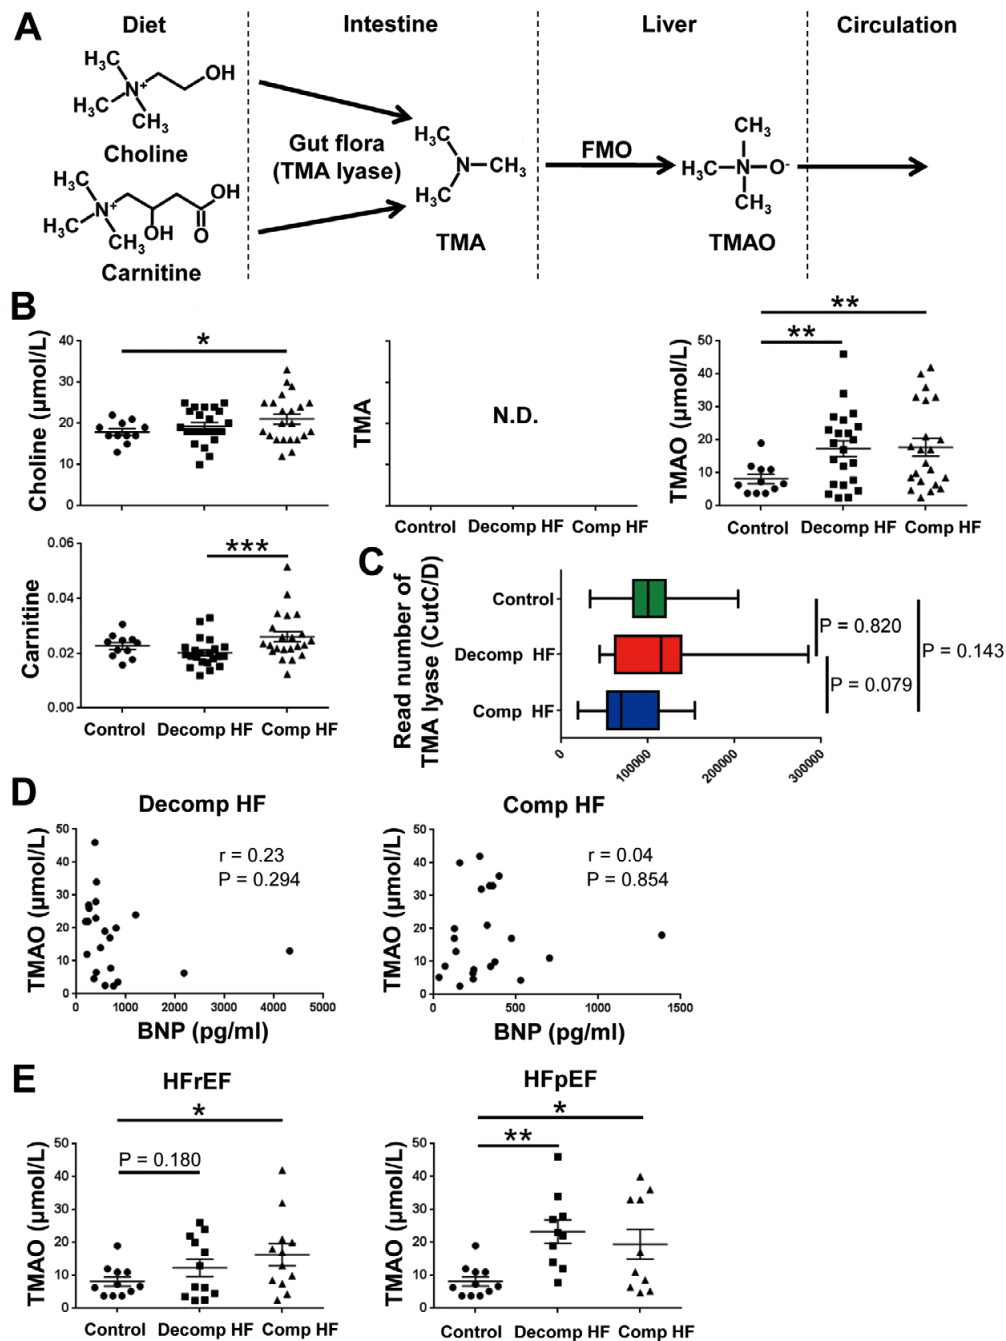 A
Diet
Intestine
Liver
Circulation
H₃C
OH
N⁺
H₃C
H₃C
CH₃
Choline
Gut flora
(TMA lyase)
H₃C
N
CH₃
H₃C
TMA
FMO
CH₃
H₃C
N
O⁻
CH₃
TMAO
H₃C
OH
H₃C
N⁺
H₃C
CH₃
OH
O
Carnitine
B
Choline (μmol/L)
40
30
20
10
0
*
TMA
N.D.
Control
Decomp HF
Comp HF
TMAO (μmol/L)
50
40
30
20
10
0
**
**
Control
Decomp HF
Comp HF
Carnitine
0.06
0.04
0.02
0.00
***
Control
Decomp HF
Comp HF
C
Read number of
TMA lyase (CutC/D)
Control
Decomp HF
Comp HF
0
100000
200000
300000
P = 0.820
P = 0.143
P = 0.079
D
Decomp HF
TMAO (μmol/L)
50
40
30
20
10
0
r = 0.23
P = 0.294
0
1000
2000
3000
4000
5000
BNP (pg/ml)
Comp HF
TMAO (μmol/L)
50
40
30
20
10
0
r = 0.04
P = 0.854
0
500
1000
1500
BNP (pg/ml)
E
HFrEF
*
P = 0.180
TMAO (μmol/L)
50
40
30
20
10
0
Control
Decomp HF
Comp HF
HFpEF
*
**
TMAO (μmol/L)
50
40
30
20
10
0
Control
Decomp HF
Comp HF